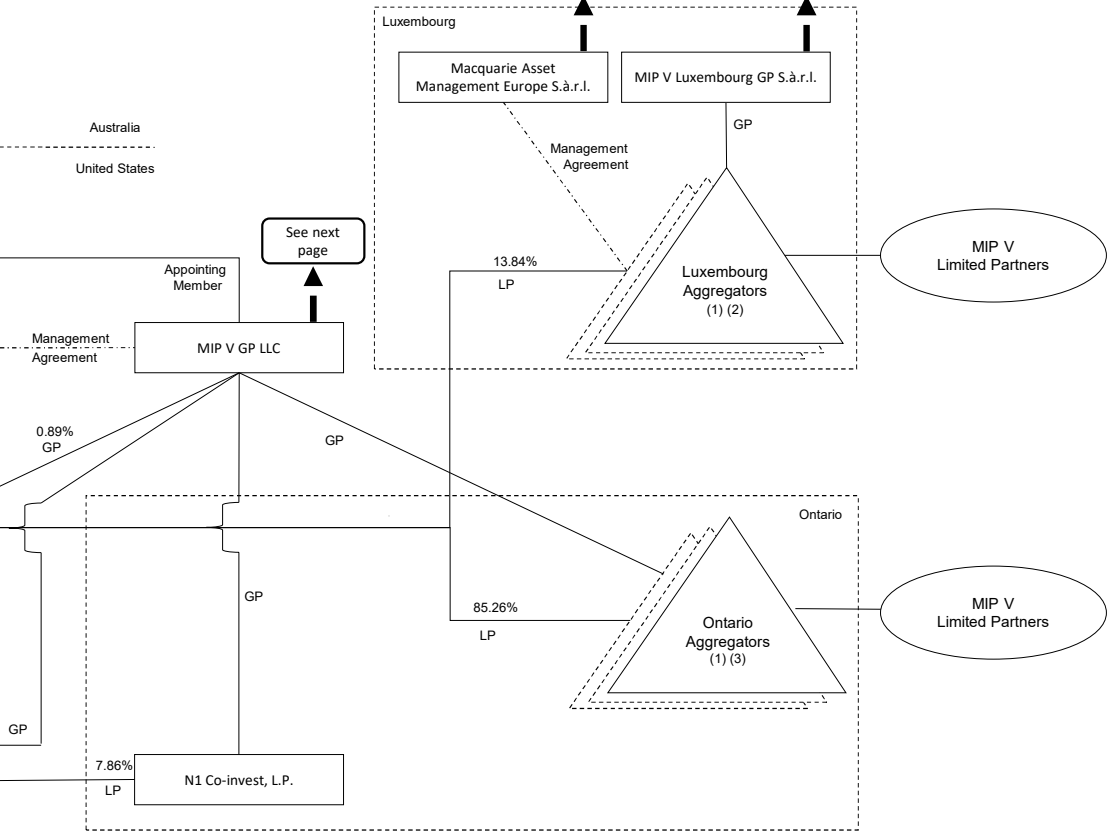 Luxembourg
Macquarie Asset
Management Europe S.à.r.l.
MIP V Luxembourg GP S.à.r.l.
GP
Australia
United States
Management
Agreement
See next
page
Appointing
Member
Management
Agreement
MIP V GP LLC
13.84%
LP
Luxembourg
Aggregators
(1) (2)
MIP V
Limited Partners
0.89%
GP
GP
Ontario
GP
85.26%
LP
Ontario
Aggregators
(1) (3)
MIP V
Limited Partners
GP
7.86%
LP
N1 Co-invest, L.P.